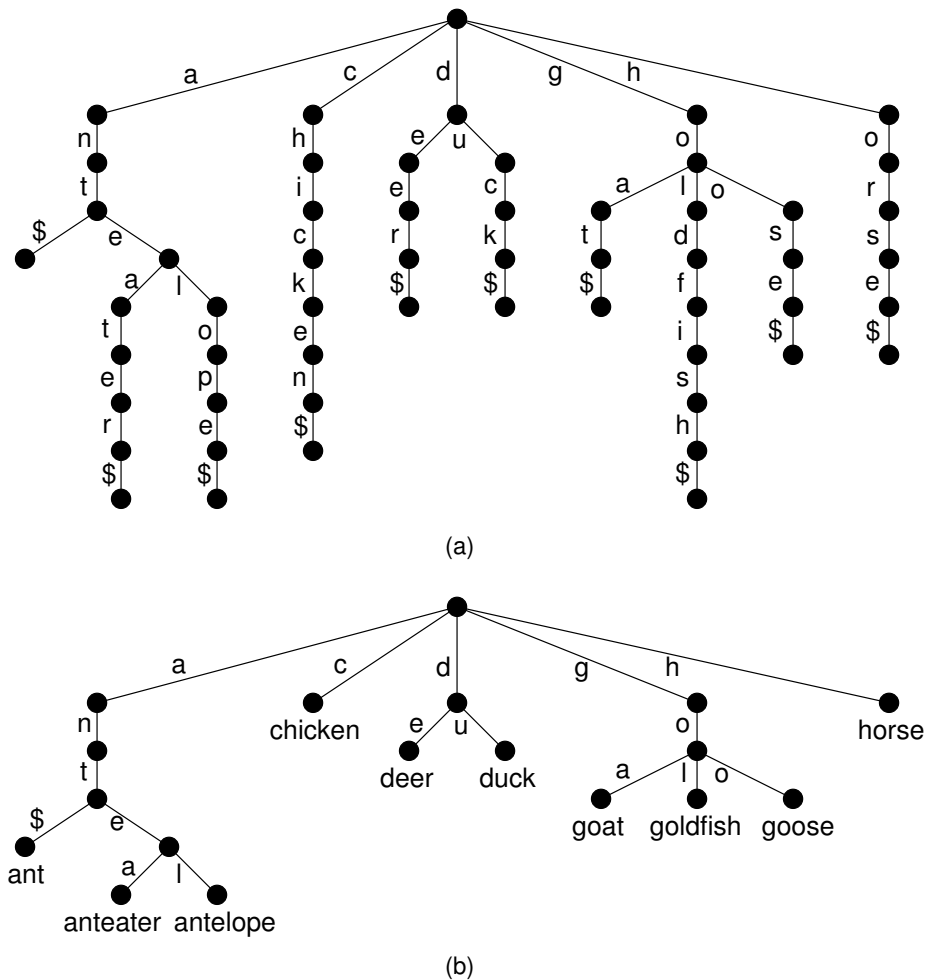 a c d g h
n h e u o o
t i e c a l o r
$ e c r k t d s s
a l k $ $ $ f e e
t o e i $ $
e p n s
r e $ h
$ $ $
(a)
a c d g h
n chicken e u o horse
t deer duck a l o
$ e goat goldfish goose
ant a l
anteater antelope
(b)